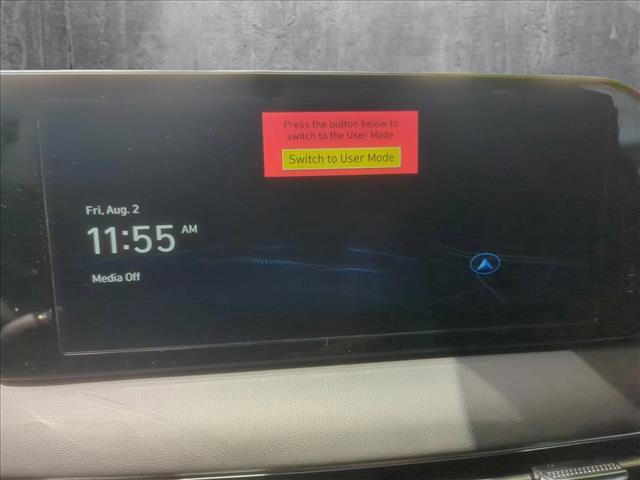 Press the button below to
switch to the User Mode.
Switch to User Mode
Fri, Aug. 2
11:55 AM
Media Off